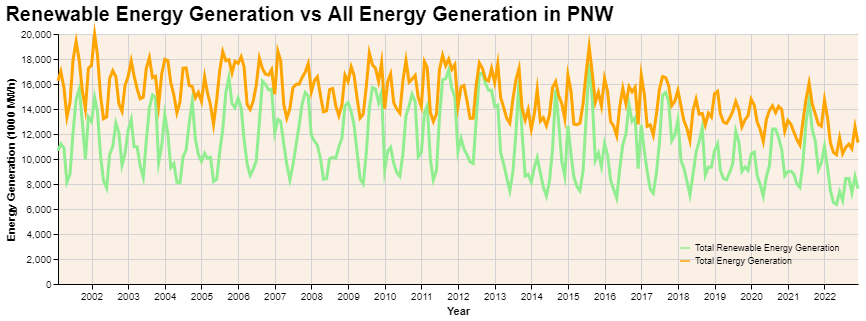 Renewable Energy Generation vs All Energy Generation in PNW
20,000
18,000
16,000
14,000
12,000
10,000
8,000
6,000
4,000
2,000
0
Energy Generation (1000 MW/h)
2002 2003 2004 2005 2006 2007 2008 2009 2010 2011 2012 2013 2014 2015 2016 2017 2018 2019 2020 2021 2022
Year
Total Renewable Energy Generation
Total Energy Generation